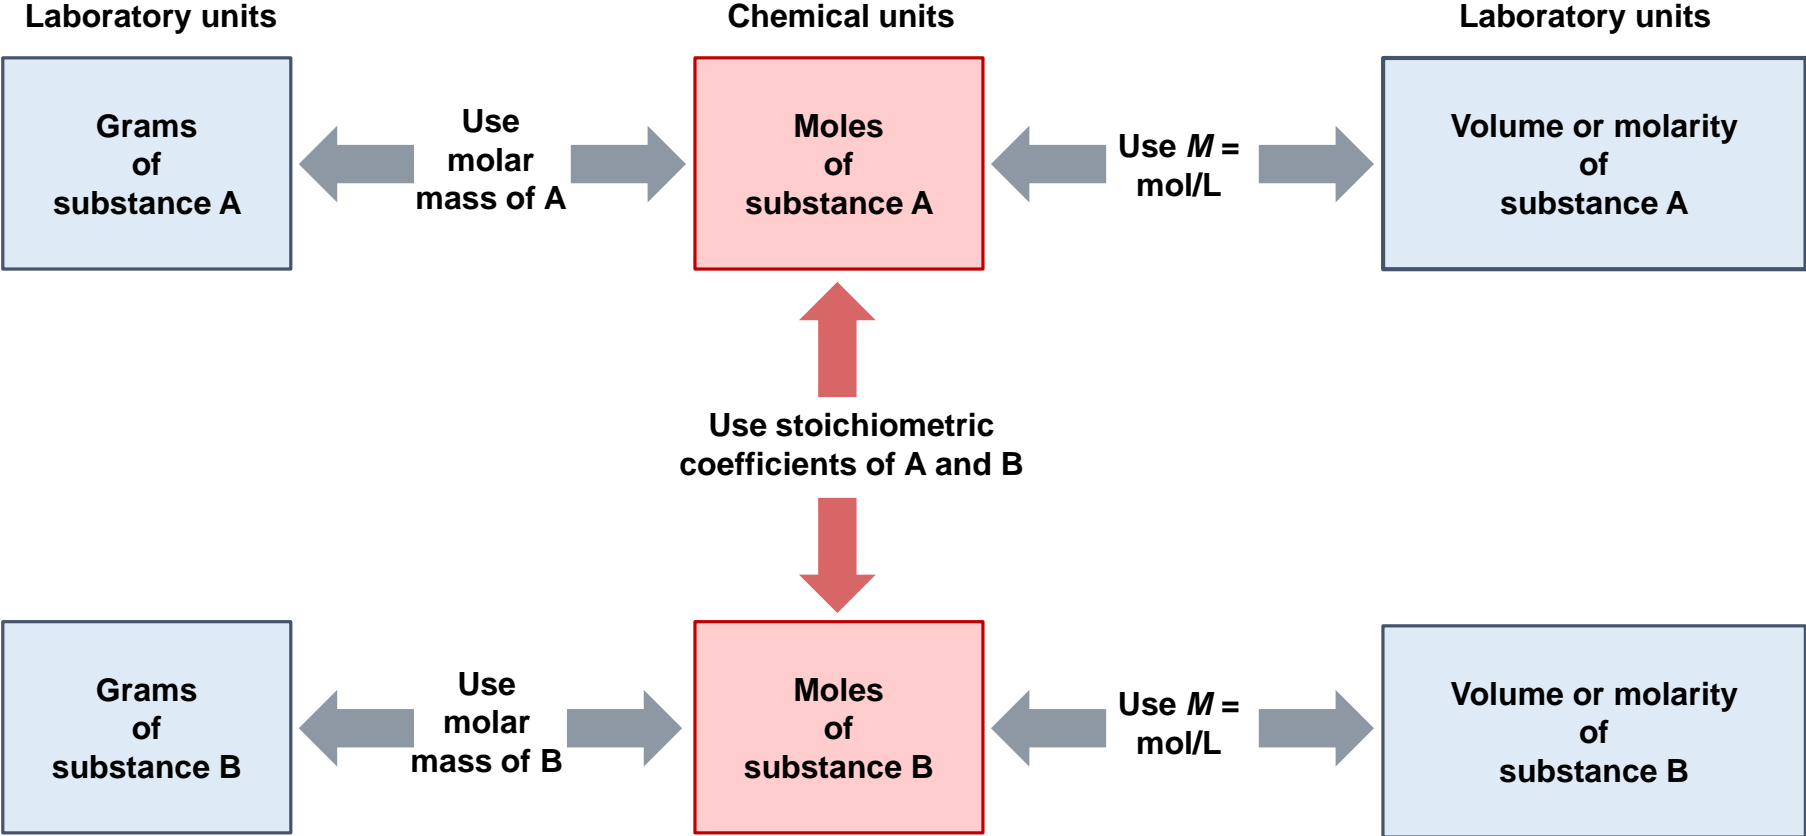 Laboratory units
Chemical units
Laboratory units
Grams
of
substance A
Use
molar
mass of A
Moles
of
substance A
Use M =
mol/L
Volume or molarity
of
substance A
Use stoichiometric
coefficients of A and B
Grams
of
substance B
Use
molar
mass of B
Moles
of
substance B
Use M =
mol/L
Volume or molarity
of
substance B